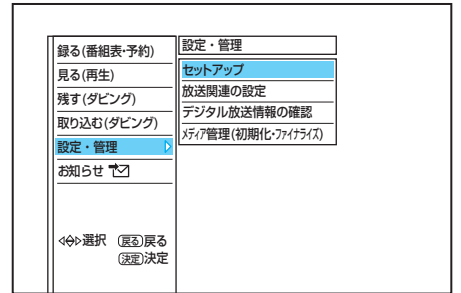 録る(番組表･予約)
見る(再生)
残す(ダビング)
取り込む(ダビング)
設定・管理
お知らせ
選択 戻る戻る
決定決定
設定・管理
セットアップ
放送関連の設定
デジタル放送情報の確認
メディア管理(初期化･ファイナライズ)